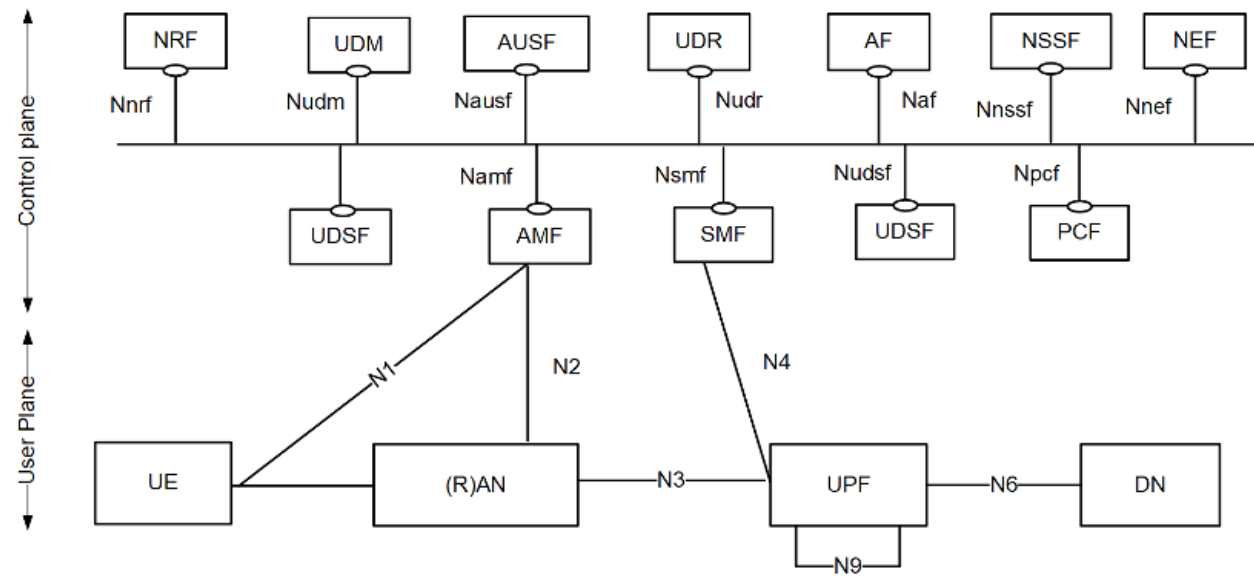 NRF
UDM
AUSF
UDR
AF
NSSF
NEF
Nnrf
Nudm
Nausf
Nudr
Naf
Nnssf
Nnef
Control plane
Namf
Nsmf
Nudsf
Npcf
UDSF
AMF
SMF
UDSF
PCF
User Plane
N1
N2
N4
UE
(R)AN
N3
UPF
N6
DN
N9